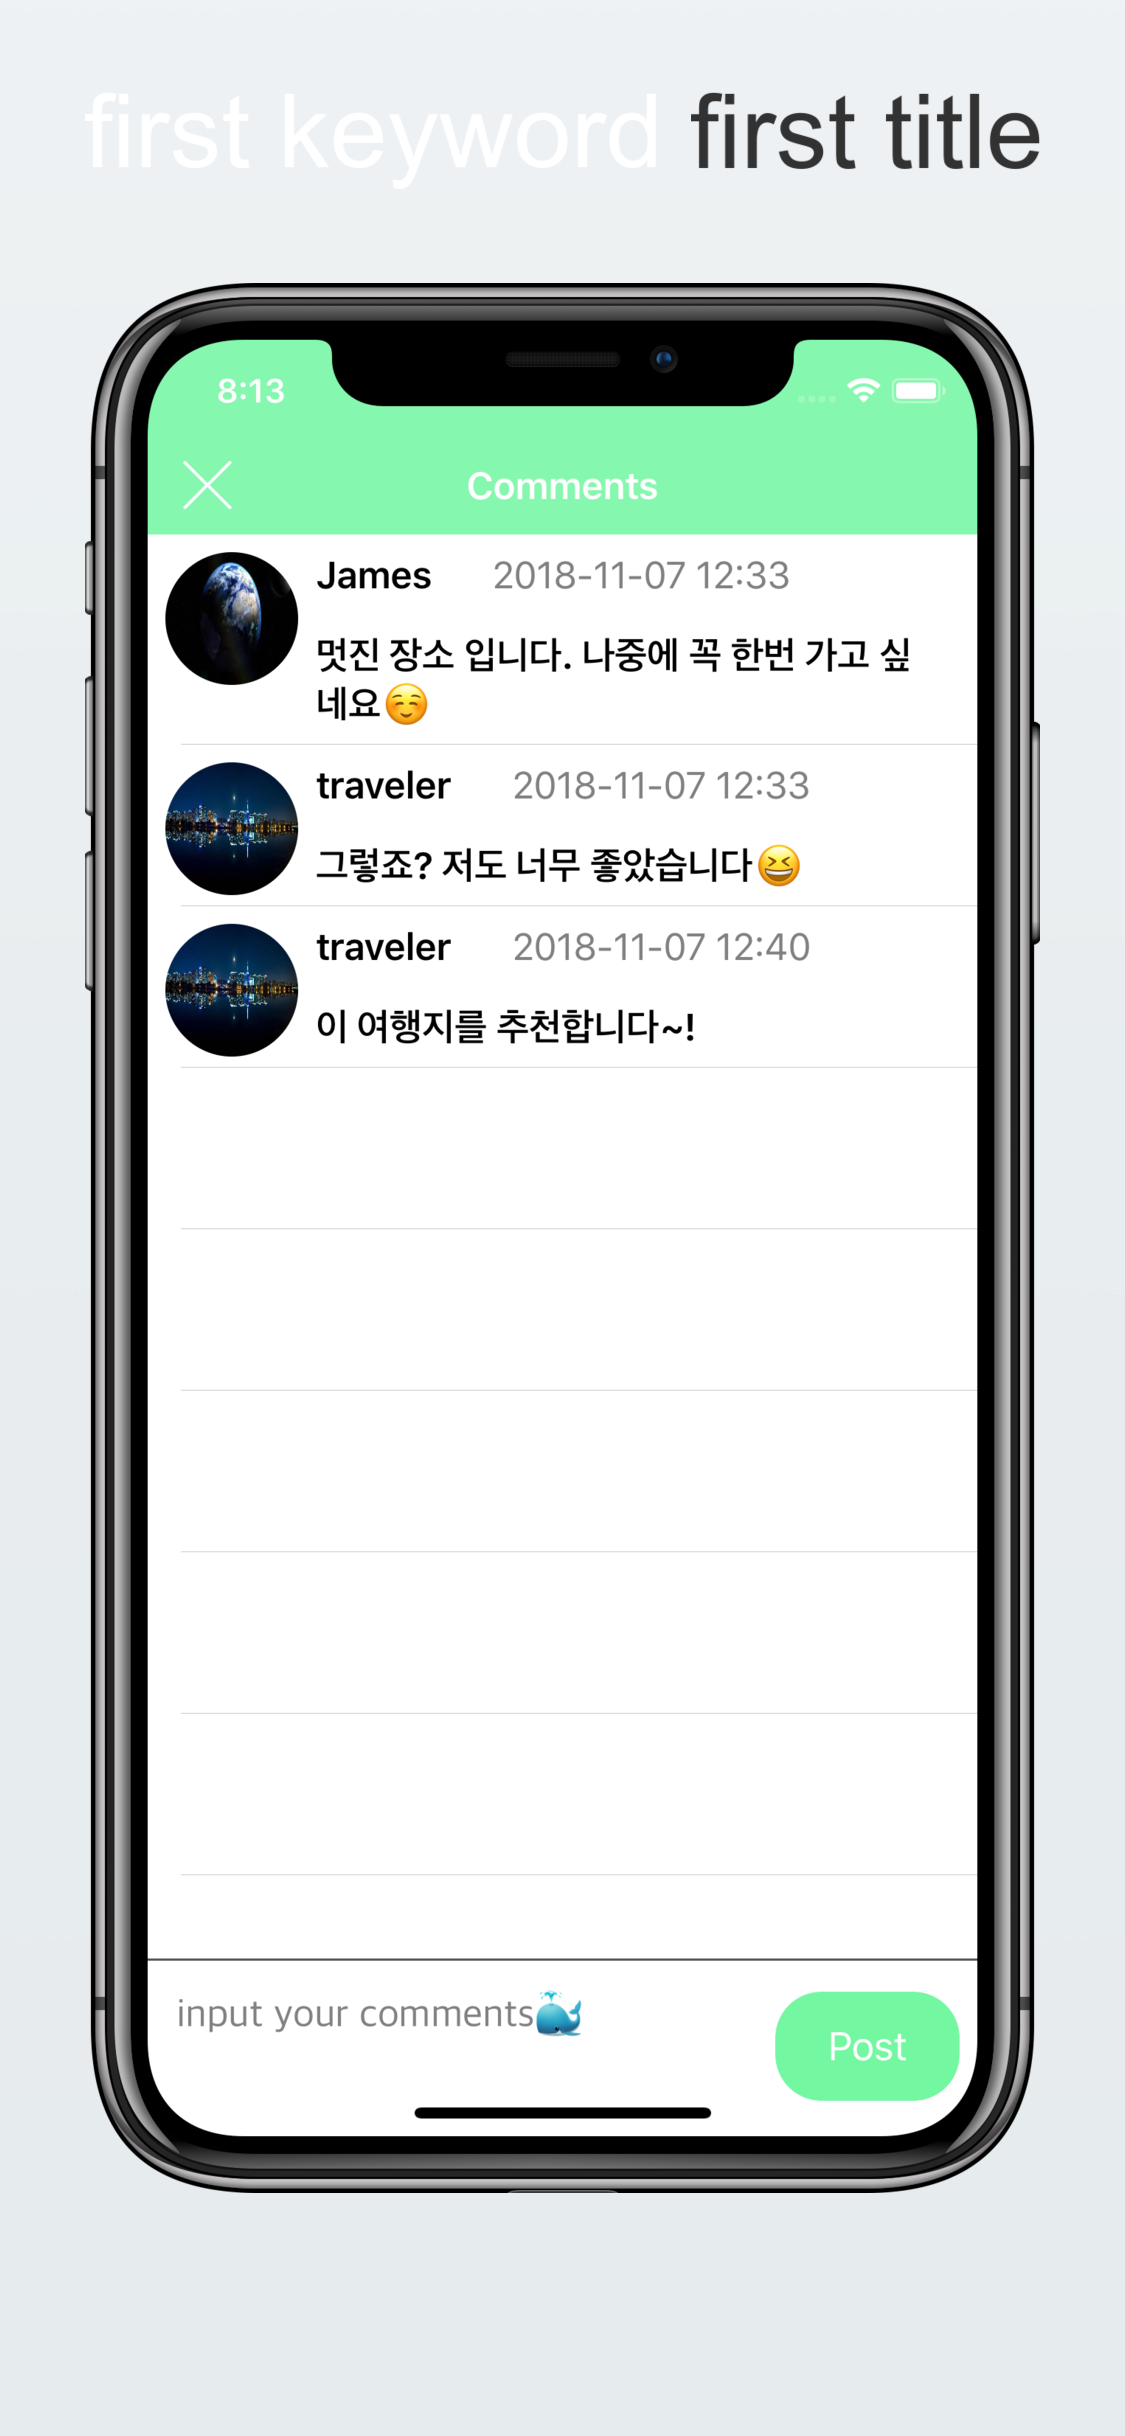 first keyword first title
8:13
Comments
James 2018-11-07 12:33
멋진 장소 입니다. 나중에 꼭 한번 가고 싶
네요☺️
traveler 2018-11-07 12:33
그렇죠? 저도 너무 좋았습니다😆
traveler 2018-11-07 12:40
이 여행지를 추천합니다~!
input your comments🐳
Post